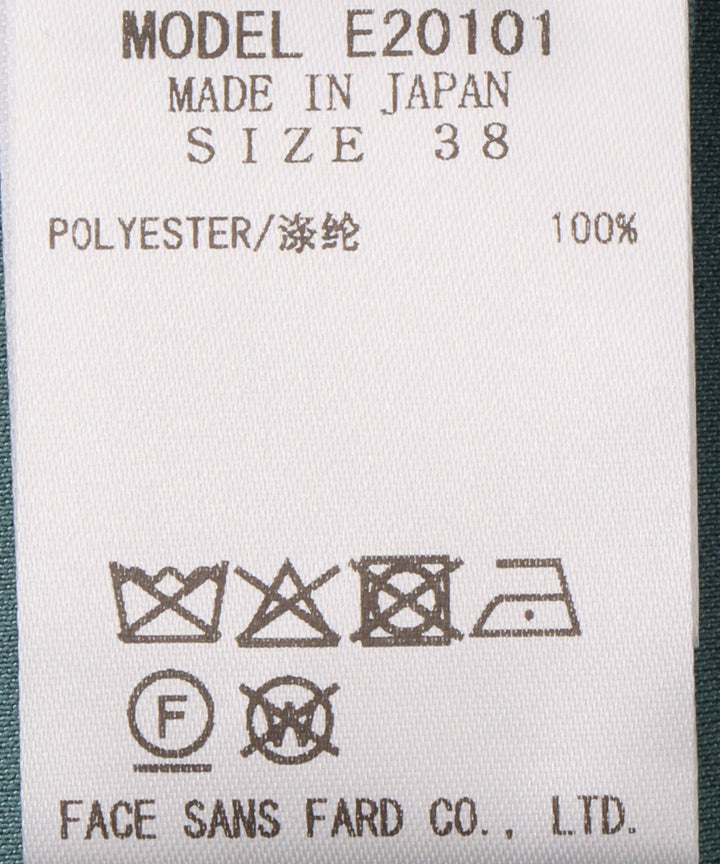 MODEL E20101
MADE IN JAPAN
SIZE 38
POLYESTER/涤纶 100%
F
W
FACE SANS FARD CO., LTD.